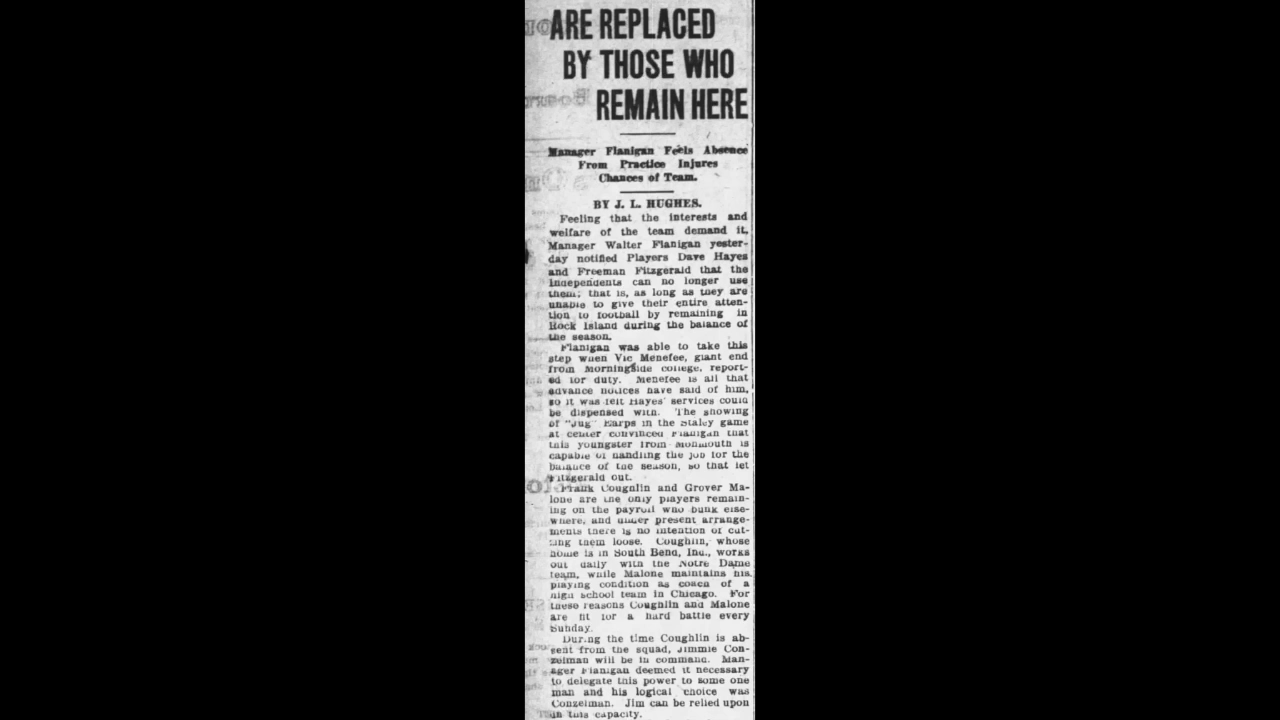 ARE REPLACED
BY THOSE WHO
REMAIN HERE
Manager Flanigan Feels Absence
From Practice Injures
Chances of Team.
BY J. L. HUGHES.
Feeling that the interests and
welfare of the team demand it,
Manager Walter Flanigan yester-
day notified Players Dave Hayes
and Freeman Fitzgerald that the
Independents can no longer use
them; that is, as long as they are
unable to give their entire atten-
tion to football by remaining in
Rock Island during the balance of
the season.
Flanigan was able to take this
step when Vic Menefee, giant end
from Morningside college, report-
ed for duty. Menefee is all that
advance notices have said of him,
so it was felt Hayes' services could
be dispensed with. The showing
of "Jug" Earps in the Staley game
at center convinced Flanigan that
this youngster from Monmouth is
capable of handling the job for the
balance of the season, so that let
Fitzgerald out.
Frank Coughlin and Grover Ma-
lone are the only players remain-
ing on the payroll who bunk else-
where, and under present arrange-
ments there is no intention of cut-
ting them loose. Coughlin, whose
home is in South Bend, Ind., works
out daily with the Notre Dame
team, while Malone maintains his
playing condition as coach of a
high school team in Chicago. For
these reasons Coughlin and Malone
are fit for a hard battle every
Sunday.
During the time Coughlin is ab-
sent from the squad, Jimmie Con-
zelman will be in command. Man-
ager Flanigan deemed it necessary
to delegate this power to some one
man and his logical choice was
Conzelman. Jim can be relied upon
in this capacity.